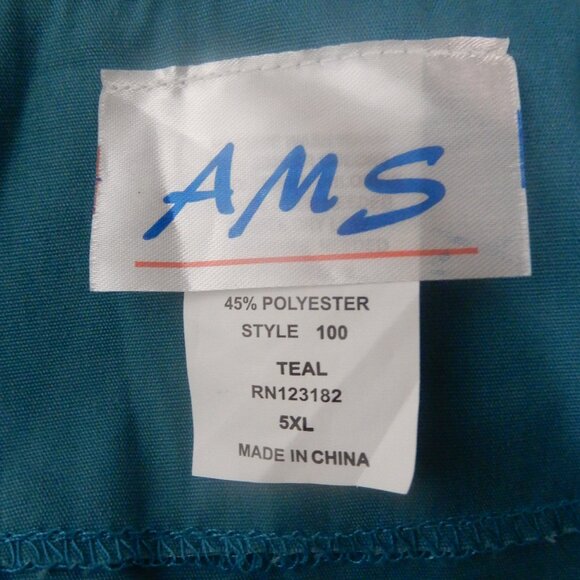 AMS
45% POLYESTER
STYLE 100
TEAL
RN123182
5XL
MADE IN CHINA